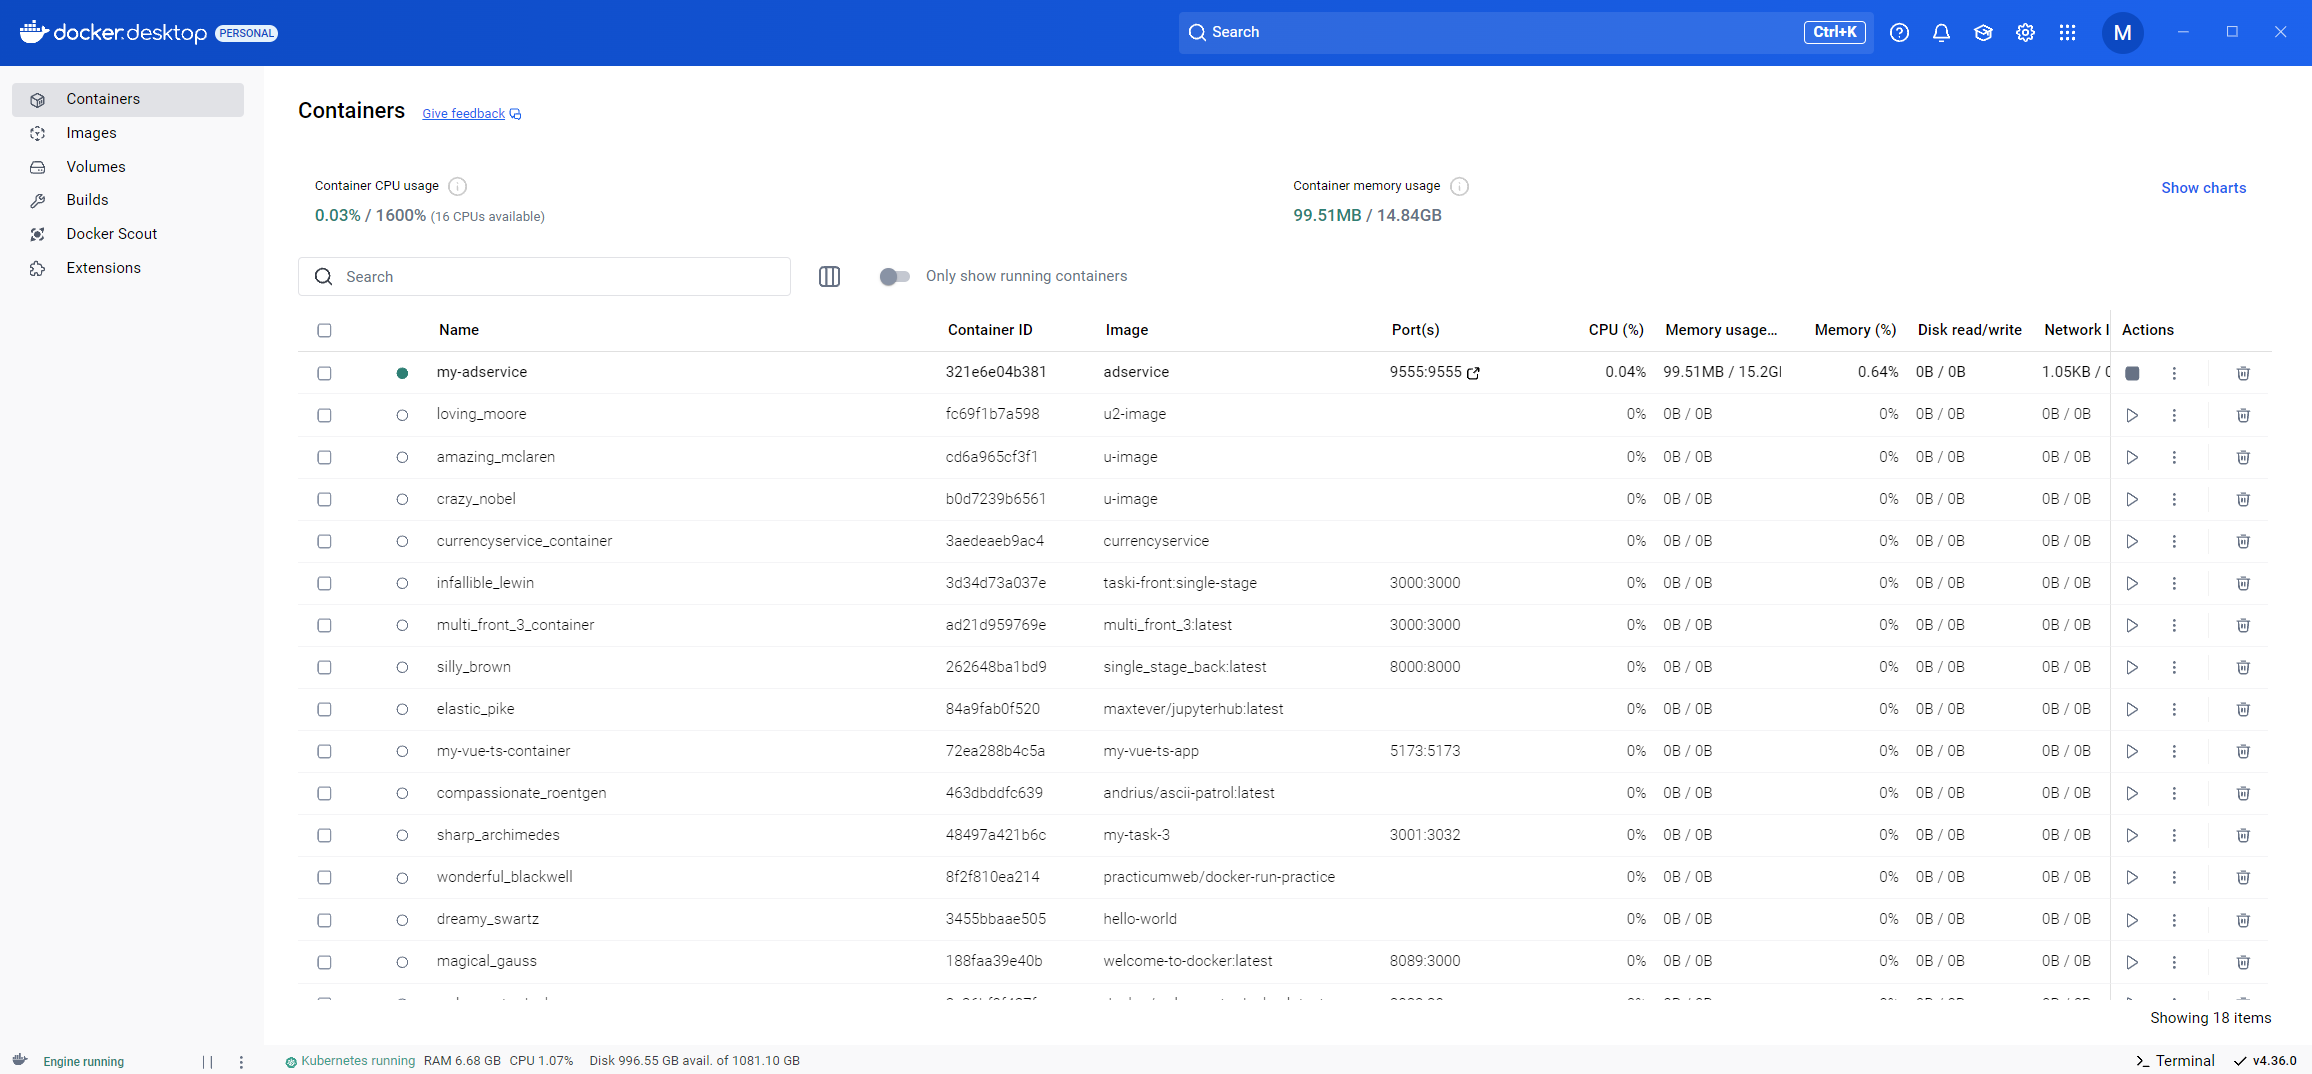 docker desktop PERSONAL Search Ctrl+K M
Containers
Images
Volumes
Builds
Docker Scout
Extensions
Containers Give feedback
Container CPU usage
0.03% / 1600% (16 CPUs available)
Container memory usage
99.51MB / 14.84GB
Show charts
Search Only show running containers
Name Container ID Image Port(s) CPU (%) Memory usage... Memory (%) Disk read/write Network I Actions
my-adservice 321e6e04b381 adservice 9555:9555 0.04% 99.51MB / 15.2GI 0.64% 0B / 0B 1.05KB / 0
loving_moore fc69f1b7a598 u2-image 0% 0B / 0B 0% 0B / 0B 0B / 0B
amazing_mclaren cd6a965cf3f1 u-image 0% 0B / 0B 0% 0B / 0B 0B / 0B
crazy_nobel b0d7239b6561 u-image 0% 0B / 0B 0% 0B / 0B 0B / 0B
currencyservice_container 3aedeaeb9ac4 currencyservice 0% 0B / 0B 0% 0B / 0B 0B / 0B
infallible_lewin 3d34d73a037e taski-front:single-stage 3000:3000 0% 0B / 0B 0% 0B / 0B 0B / 0B
multi_front_3_container ad21d959769e multi_front_3:latest 3000:3000 0% 0B / 0B 0% 0B / 0B 0B / 0B
silly_brown 262648ba1bd9 single_stage_back:latest 8000:8000 0% 0B / 0B 0% 0B / 0B 0B / 0B
elastic_pike 84a9fab0f520 maxtever/jupyterhub:latest 0% 0B / 0B 0% 0B / 0B 0B / 0B
my-vue-ts-container 72ea288b4c5a my-vue-ts-app 5173:5173 0% 0B / 0B 0% 0B / 0B 0B / 0B
compassionate_roentgen 463dbddfc639 andrius/ascii-patrol:latest 0% 0B / 0B 0% 0B / 0B 0B / 0B
sharp_archimedes 48497a421b6c my-task-3 3001:3032 0% 0B / 0B 0% 0B / 0B 0B / 0B
wonderful_blackwell 8f2f810ea214 practicumweb/docker-run-practice 0% 0B / 0B 0% 0B / 0B 0B / 0B
dreamy_swartz 3455bbaae505 hello-world 0% 0B / 0B 0% 0B / 0B 0B / 0B
magical_gauss 188faa39e40b welcome-to-docker:latest 8089:3000 0% 0B / 0B 0% 0B / 0B 0B / 0B
Showing 18 items
Engine running Kubernetes running RAM 6.68 GB CPU 1.07% Disk 996.55 GB avail. of 1081.10 GB Terminal v4.36.0